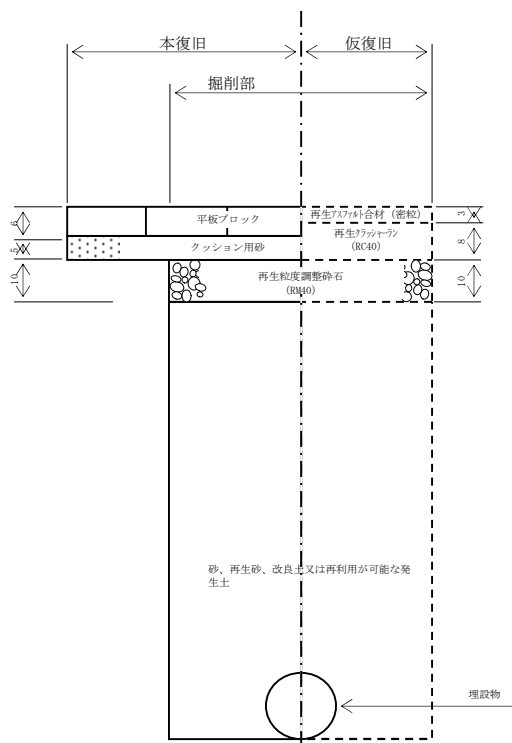 本復旧
仮復旧
掘削部
平板ブロック
再生アスファルト合材（密粒）
再生クラッシャーラン
（RC40）
クッション用砂
再生粒度調整砕石
（RM40）
6
5
10
3
8
10
砂、再生砂、改良土又は再利用が可能な発
生土
埋設物